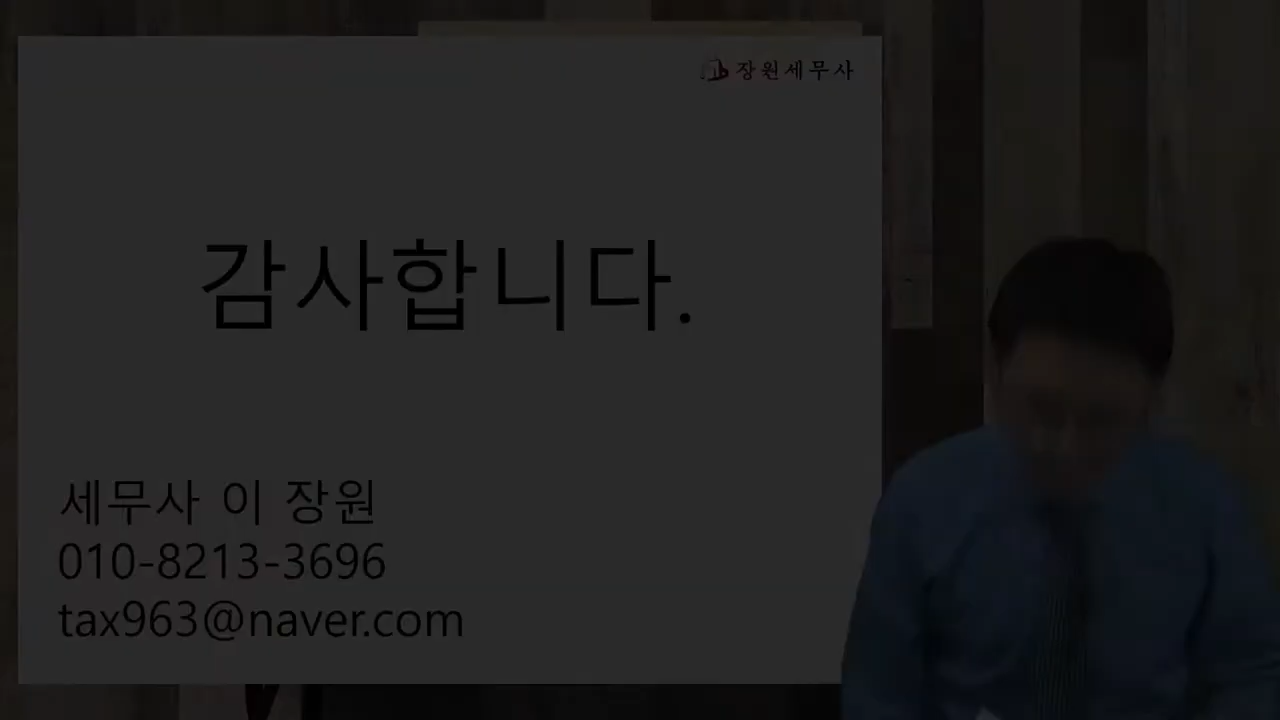 장원세무사
감사합니다.
세무사 이 장원
010-8213-3696
tax963@naver.com